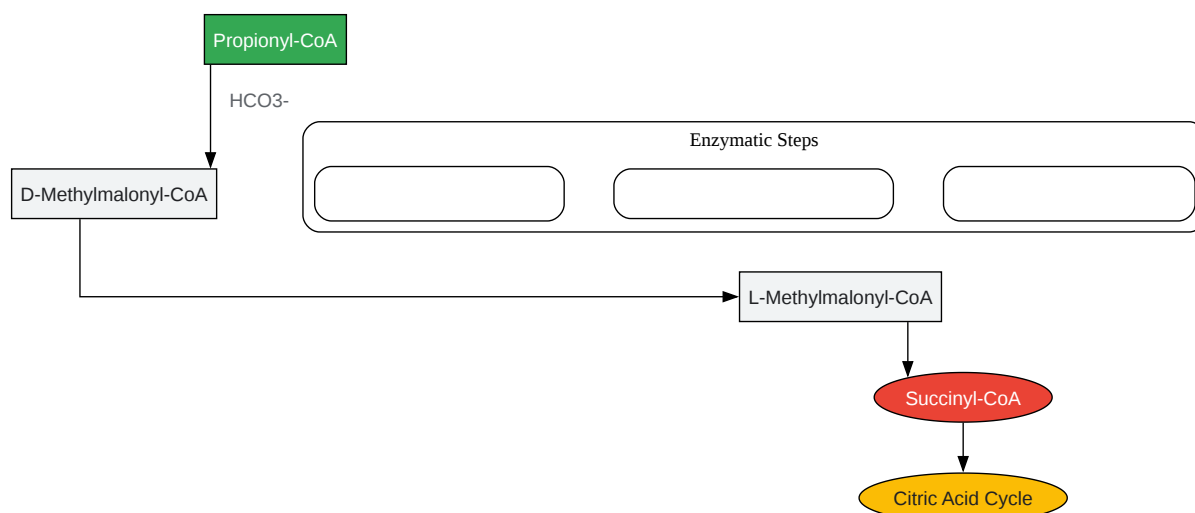 Propionyl-CoA
HCO3-
Enzymatic Steps
D-Methylmalonyl-CoA
L-Methylmalonyl-CoA
Succinyl-CoA
Citric Acid Cycle